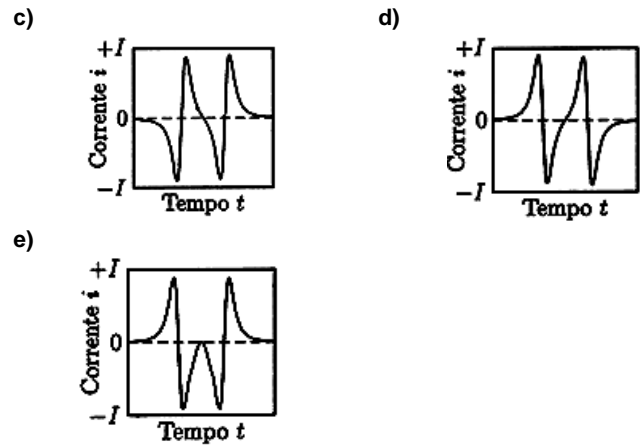 c)
+I
0
−I
Corrente i
Tempo t
d)
+I
0
−I
Corrente i
Tempo t
e)
+I
0
−I
Corrente i
Tempo t